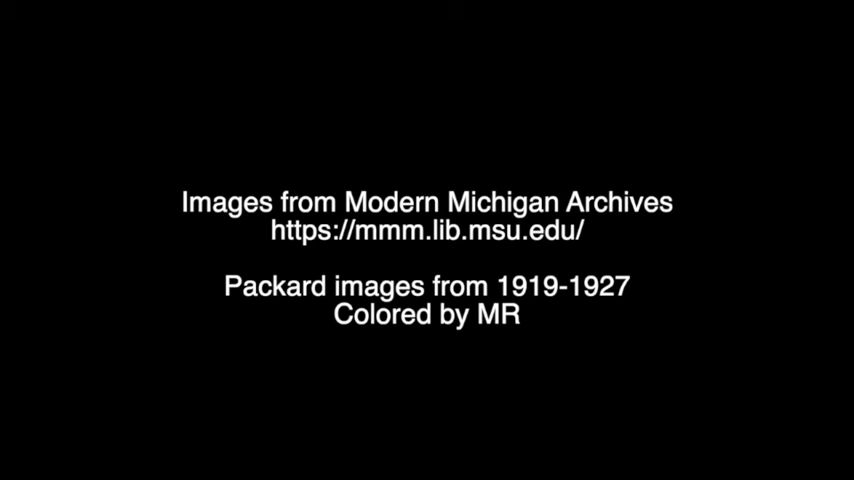 Images from Modern Michigan Archives
https://mmm.lib.msu.edu/
Packard images from 1919-1927
Colored by MR